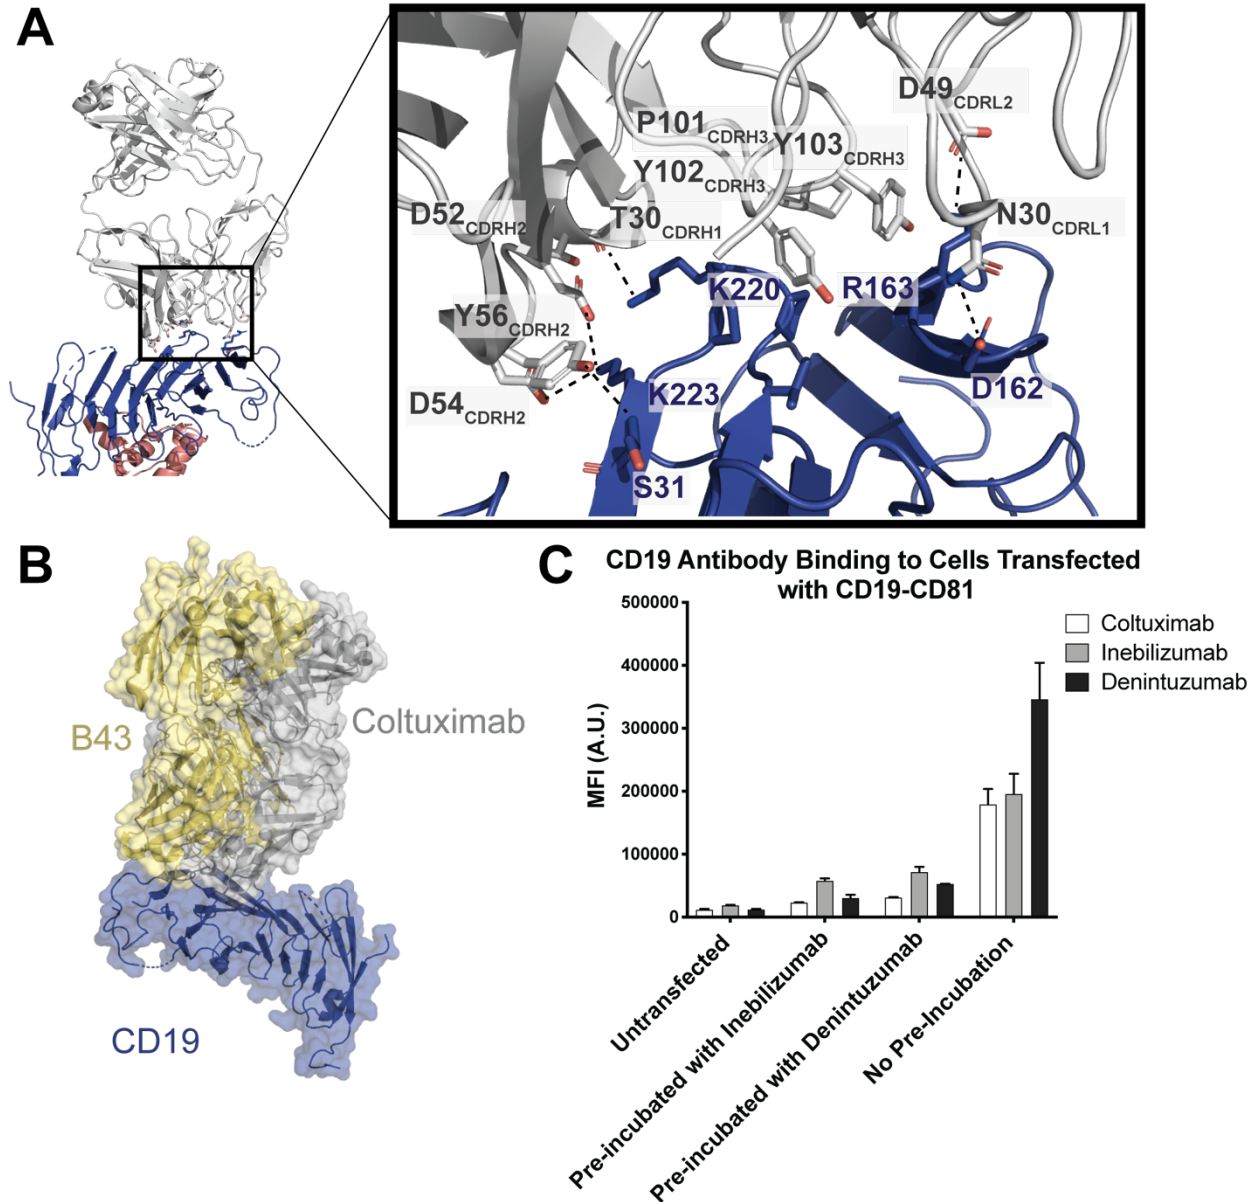 A
D49CDRL2
P101CDRH3
Y103CDRH3
Y102CDRH3
D52CDRH2
T30CDRH1
N30CDRL1
K220
R163
Y56CDRH2
D54CDRH2
K223
D162
S31
B
B43
Coltuximab
CD19
C
CD19 Antibody Binding to Cells Transfected
with CD19-CD81
MFI (A.U.)
500000
400000
300000
200000
100000
0
Coltuximab
Inebilizumab
Denintuzumab
Untransfected
Pre-incubated with Inebilizumab
Pre-incubated with Denintuzumab
No Pre-Incubation